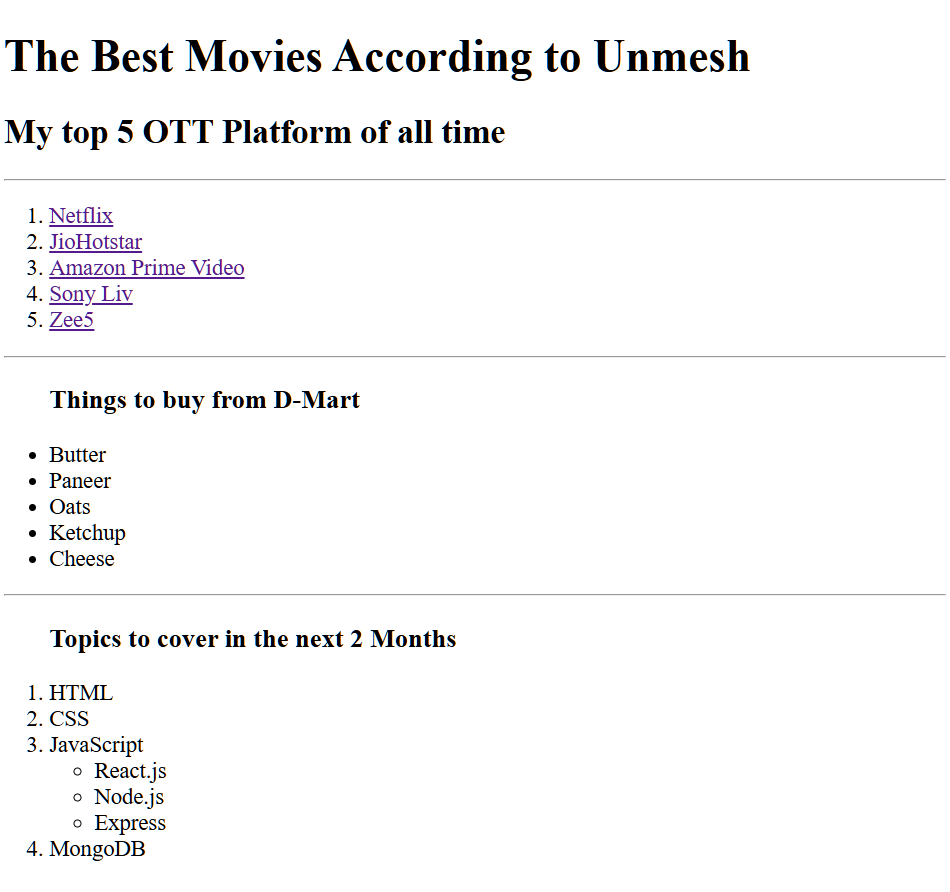 The Best Movies According to Unmesh
My top 5 OTT Platform of all time
1. Netflix
2. JioHotstar
3. Amazon Prime Video
4. Sony Liv
5. Zee5
Things to buy from D-Mart
• Butter
• Paneer
• Oats
• Ketchup
• Cheese
Topics to cover in the next 2 Months
1. HTML
2. CSS
3. JavaScript
◦ React.js
◦ Node.js
◦ Express
4. MongoDB